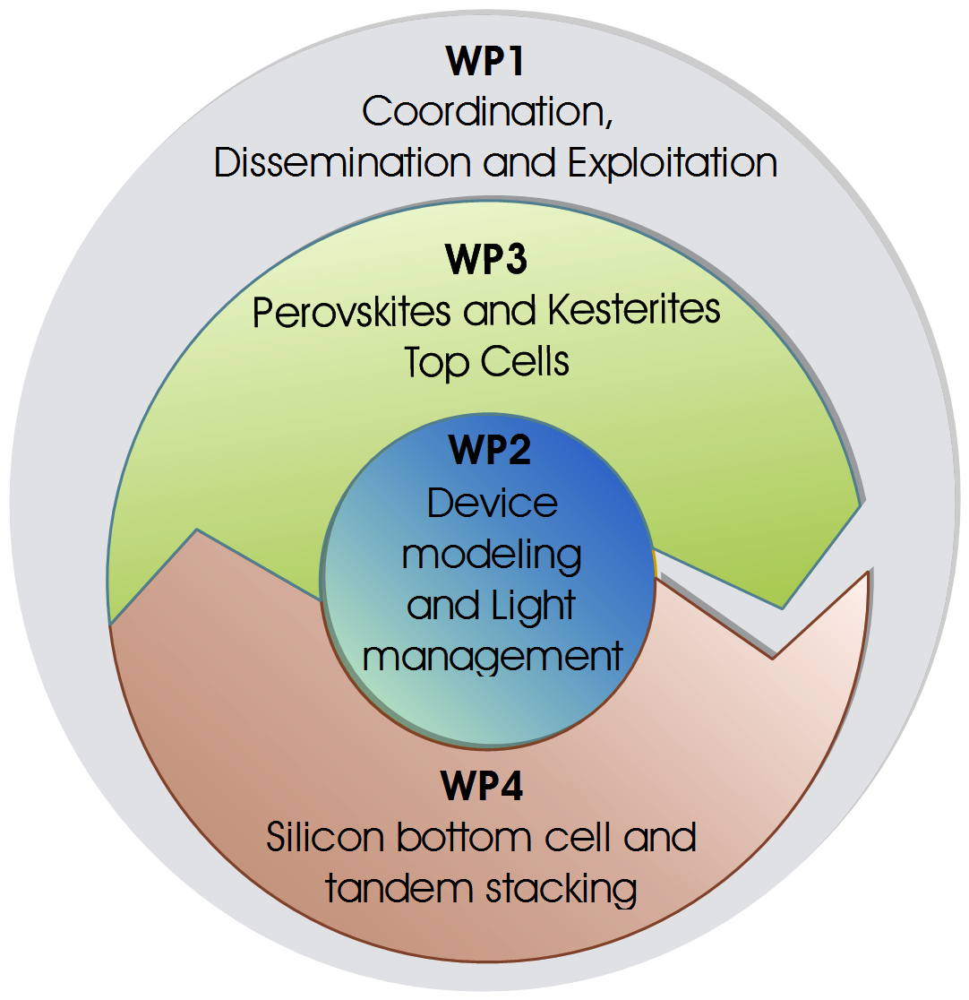 WP1
Coordination,
Dissemination and Exploitation
WP3
Perovskites and Kesterites
Top Cells
WP2
Device
modeling
and Light
management
WP4
Silicon bottom cell and
tandem stacking